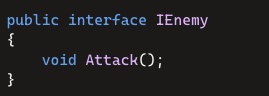 public interface IEnemy
{
    void Attack();
}